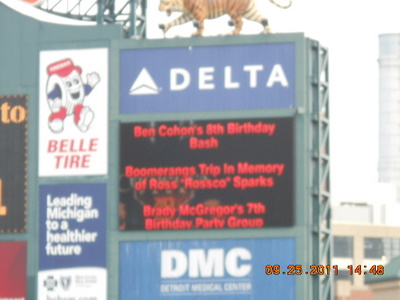 to
BELLE
TIRE
DELTA
Ben Cohon's 8th Birthday
Bash
Boomerangs Trip In Memory
of Ross "Rossco" Sparks
Brady McGregor's 7th
Birthday Party Group
Leading
Michigan
to a
healthier
future
DMC
DETROIT MEDICAL CENTER
09.25.2011 14:48